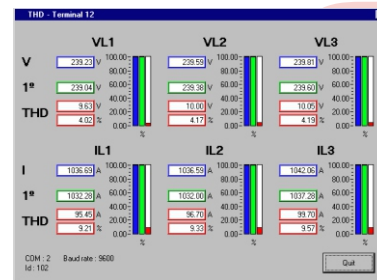 THD - Terminal 12
VL1 VL2 VL3
V 239.23 V 100.00 239.59 V 100.00 239.81 V 100.00
80.00 80.00 80.00
1ª 239.04 V 60.00 239.38 V 60.00 239.60 V 60.00
40.00 40.00 40.00
THD 9.63 V 20.00 10.00 V 20.00 10.05 V 20.00
4.02 % 0.00 4.17 % 0.00 4.19 % 0.00
% % %
IL1 IL2 IL3
I 1036.69 A 100.00 1036.59 A 100.00 1042.06 A 100.00
80.00 80.00 80.00
1ª 1032.28 A 60.00 1032.00 A 60.00 1037.28 A 60.00
40.00 40.00 40.00
THD 95.45 A 20.00 96.70 A 20.00 99.70 A 20.00
9.21 % 0.00 9.33 % 0.00 9.57 % 0.00
% % %
COM : 2 Baud rate : 9600
Id : 102
Quit